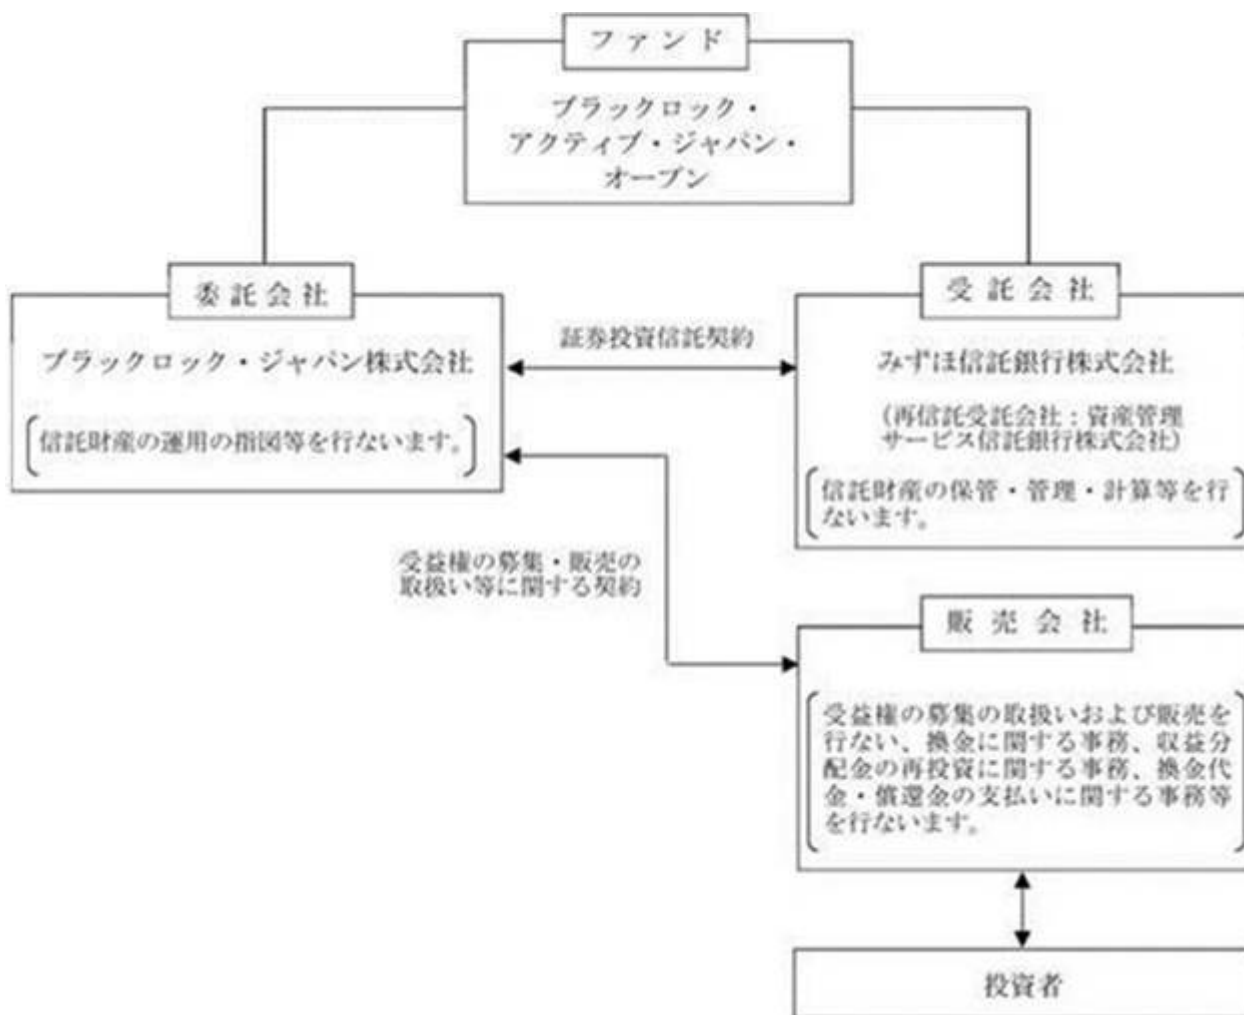 ファンド
ブラックロック・
アクティブ・ジャパン・
オープン
委託会社
ブラックロック・ジャパン株式会社
信託財産の運用の指図等を行ないます。
証券投資信託契約
受託会社
みずほ信託銀行株式会社
(再信託受託会社：資産管理
サービス信託銀行株式会社)
信託財産の保管・管理・計算等を行
ないます。
受益権の募集・販売の
取扱い等に関する契約
販売会社
受益権の募集の取扱いおよび販売を
行ない、換金に関する事務、収益分
配金の再投資に関する事務、換金代
金・償還金の支払いに関する事務等
を行ないます。
投資者